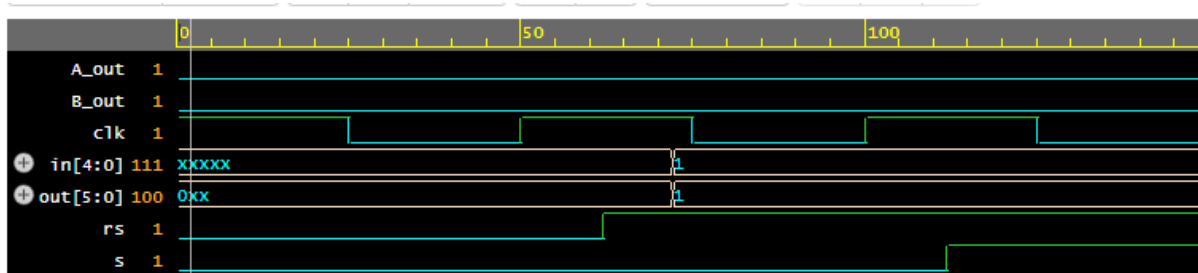 0 50 100
A_out 1
B_out 1
clk 1
in[4:0] 111 XXXXX 1
out[5:0] 100 0XX 1
rs 1
s 1